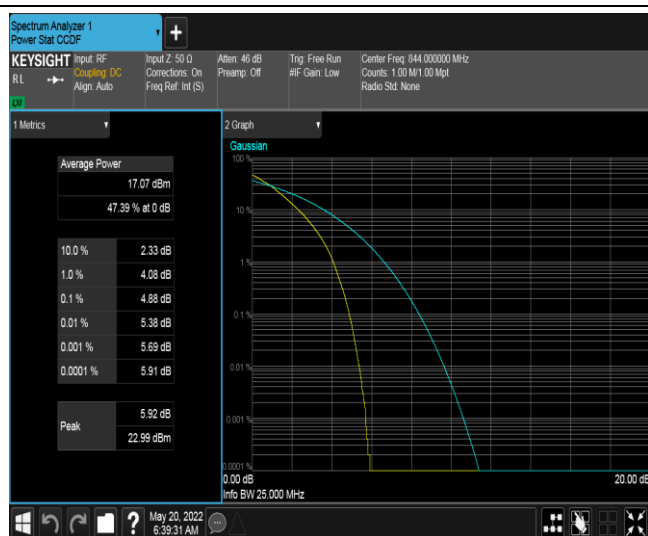 Spectrum Analyzer 1
Power Stat CCDF
+
KEYSIGHT
RL
LXI
Input: RF
Coupling: DC
Align: Auto
Input Z: 50 Ω
Corrections: On
Freq Ref: Int (S)
Atten: 46 dB
Preamp: Off
Trig: Free Run
#IF Gain: Low
Center Freq: 844.000000 MHz
Counts: 1.00 M/1.00 Mpt
Radio Std: None
1 Metrics
Average Power
17.07 dBm
47.39 % at 0 dB
10.0 % 2.33 dB
1.0 % 4.08 dB
0.1 % 4.88 dB
0.01 % 5.38 dB
0.001 % 5.69 dB
0.0001 % 5.91 dB
Peak
5.92 dB
22.99 dBm
2 Graph
Gaussian
100 %
10 %
1 %
0.1 %
0.01 %
0.001 %
0.0001 %
0.00 dB 20.00 dB
Info BW 25.000 MHz
?
May 20, 2022
6:39:31 AM